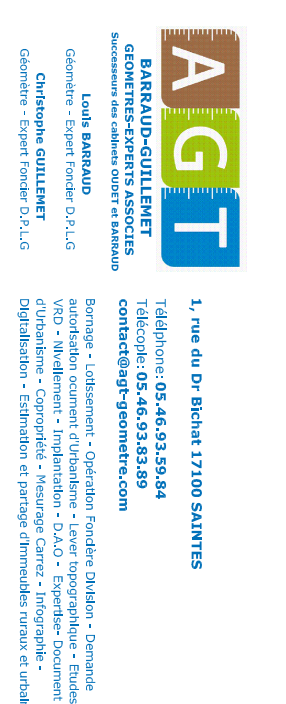 AGT
BARRAUD-GUILLEMET
GEOMETRES-EXPERTS ASSOCIES
Successeurs des cabinets OUDET et BARRAUD
Louis BARRAUD
Géomètre - Expert Foncier D.P.L.G
Christophe GUILLEMET
Géomètre - Expert Foncier D.P.L.G
1, rue du Dr Bichat 17100 SAINTES
Télélphone: 05.46.93.59.84
Télécopie: 05.46.93.83.89
contact@agt-geometre.com
Bornage - Lotissement - Opération Foncière Division - Demande
autorisation ocument d'Urbanisme - Lever topographique - Etudes
VRD - Nivellement - Implantation - D.A.O - Expertise- Document
d'Urbanisme - Copropriété - Mesurage Carrez - Infographie -
Digitalisation - Estimation et partage d'immeubles ruraux et urbai